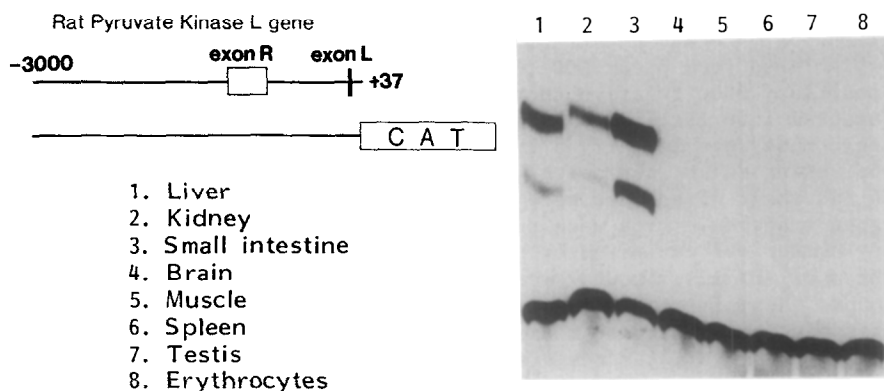 Rat Pyruvate Kinase L gene
exon R exon L
-3000
+37
C A T
1. Liver
2. Kidney
3. Small intestine
4. Brain
5. Muscle
6. Spleen
7. Testis
8. Erythrocytes
1 2 3 4 5 6 7 8